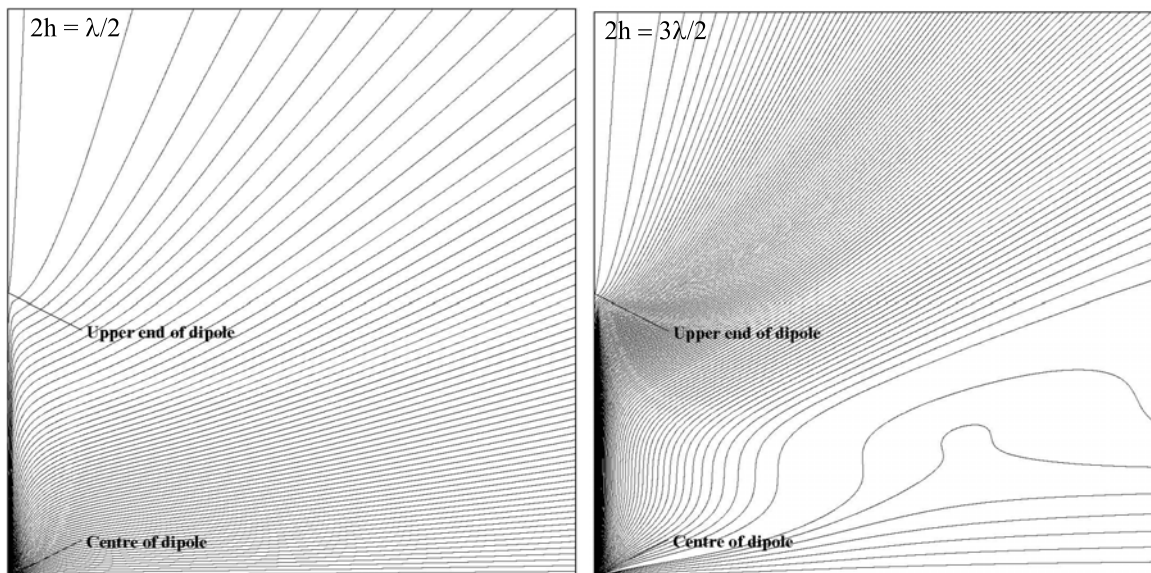 2h = λ/2
Upper end of dipole
Centre of dipole
2h = 3λ/2
Upper end of dipole
Centre of dipole